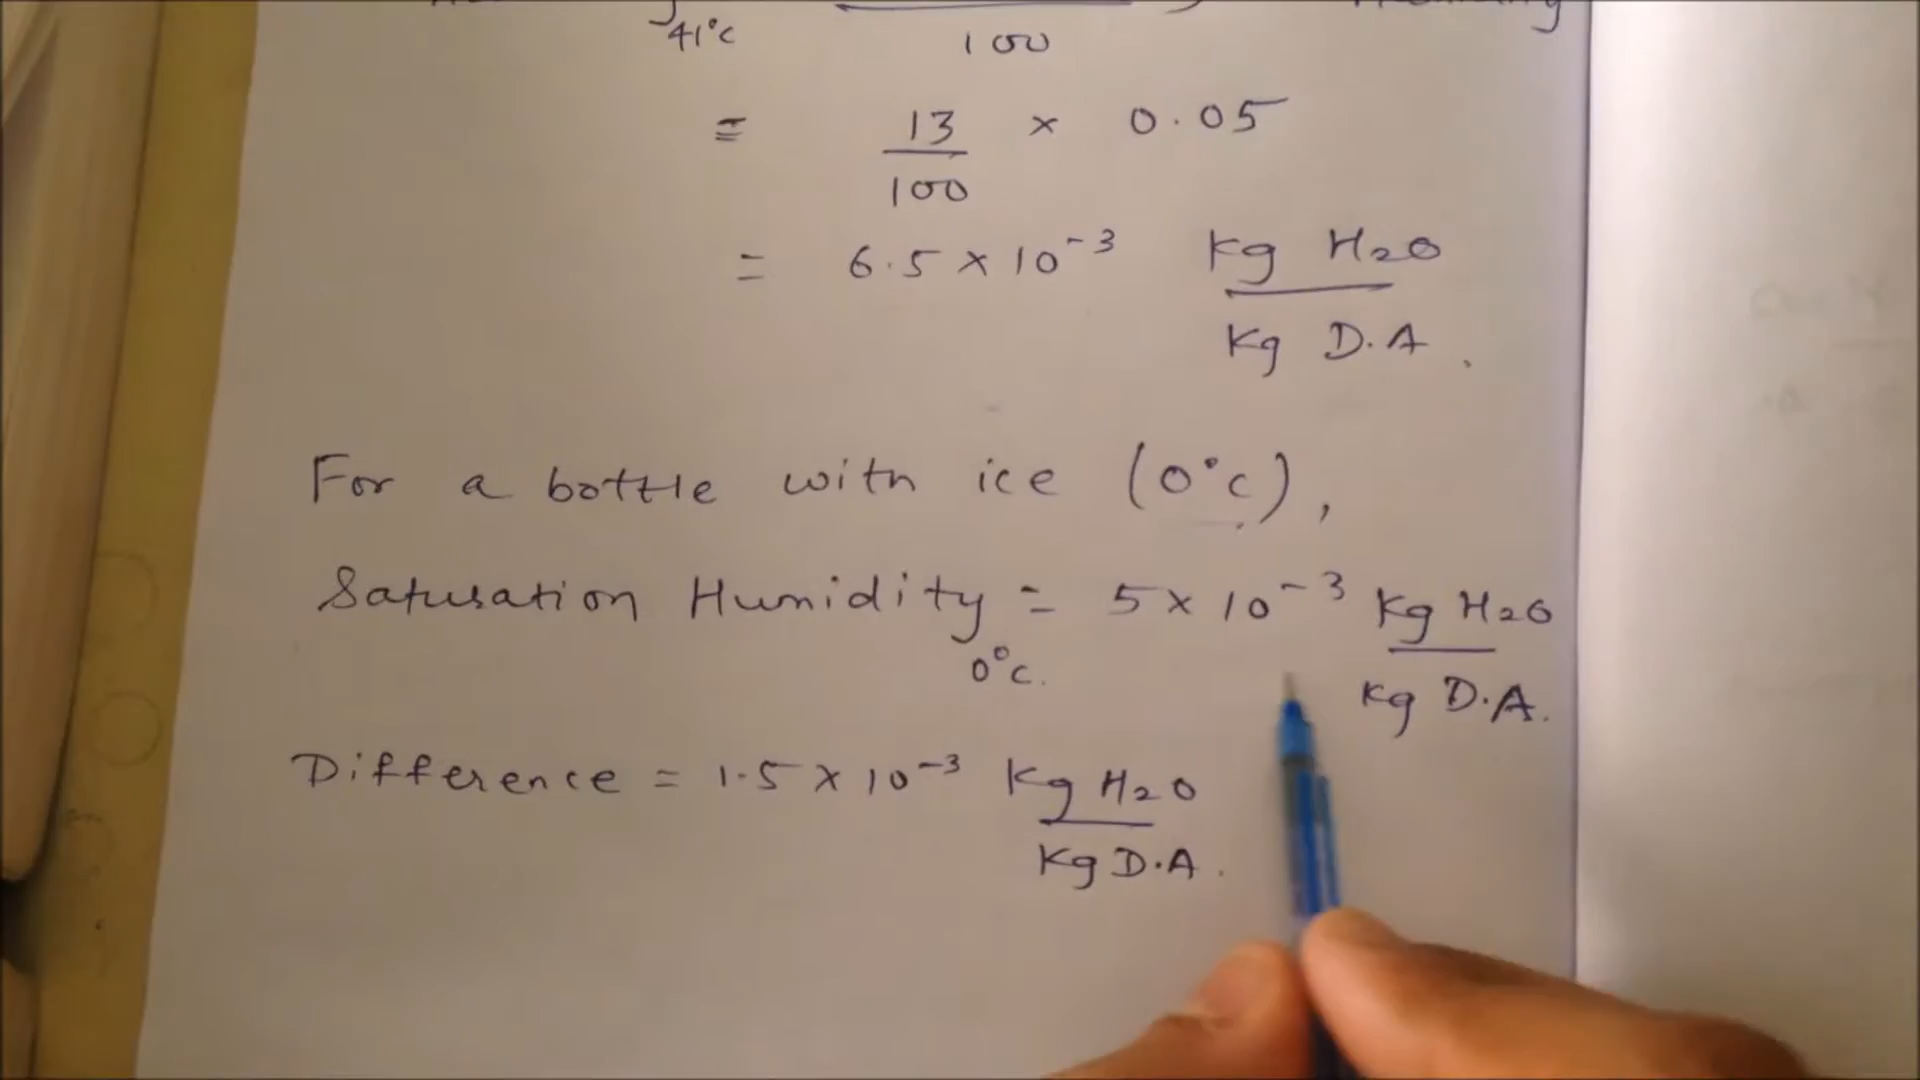 41°C
100
= 13/100 × 0.05
= 6.5 × 10⁻³ Kg H₂O / Kg D.A.
For a bottle with ice (0°C),
Saturation Humidity 0°C. = 5 × 10⁻³ Kg H₂O / Kg D.A.
Difference = 1.5 × 10⁻³ Kg H₂O / Kg D.A.